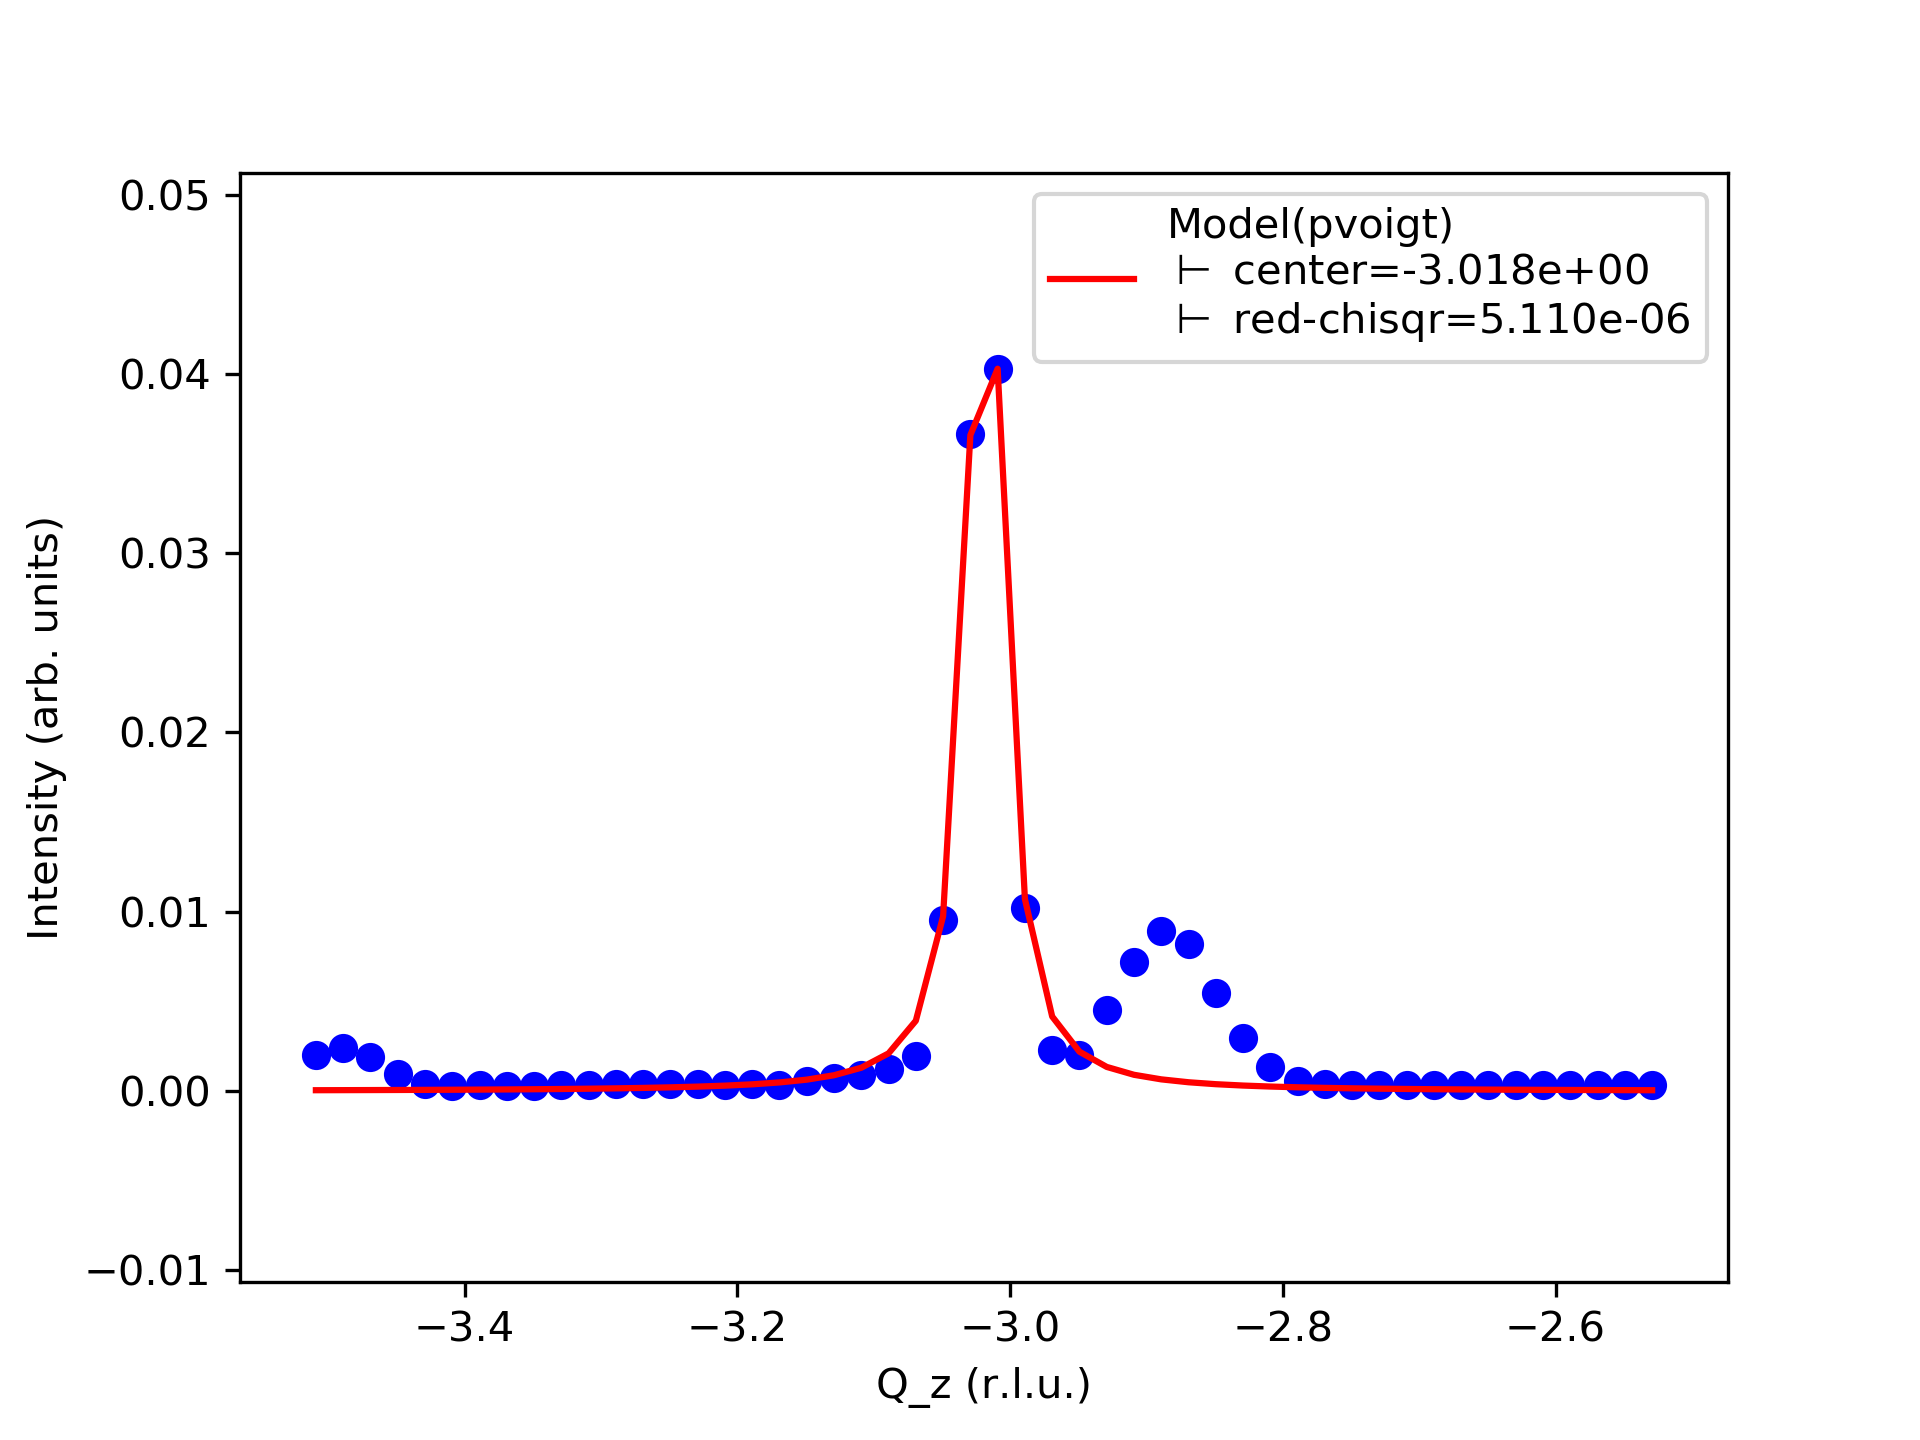 Model(pvoigt)
⊢ center=-3.018e+00
⊢ red-chisqr=5.110e-06
0.05
0.04
0.03
0.02
0.01
0.00
−0.01
Intensity (arb. units)
−3.4 −3.2 −3.0 −2.8 −2.6
Q_z (r.l.u.)